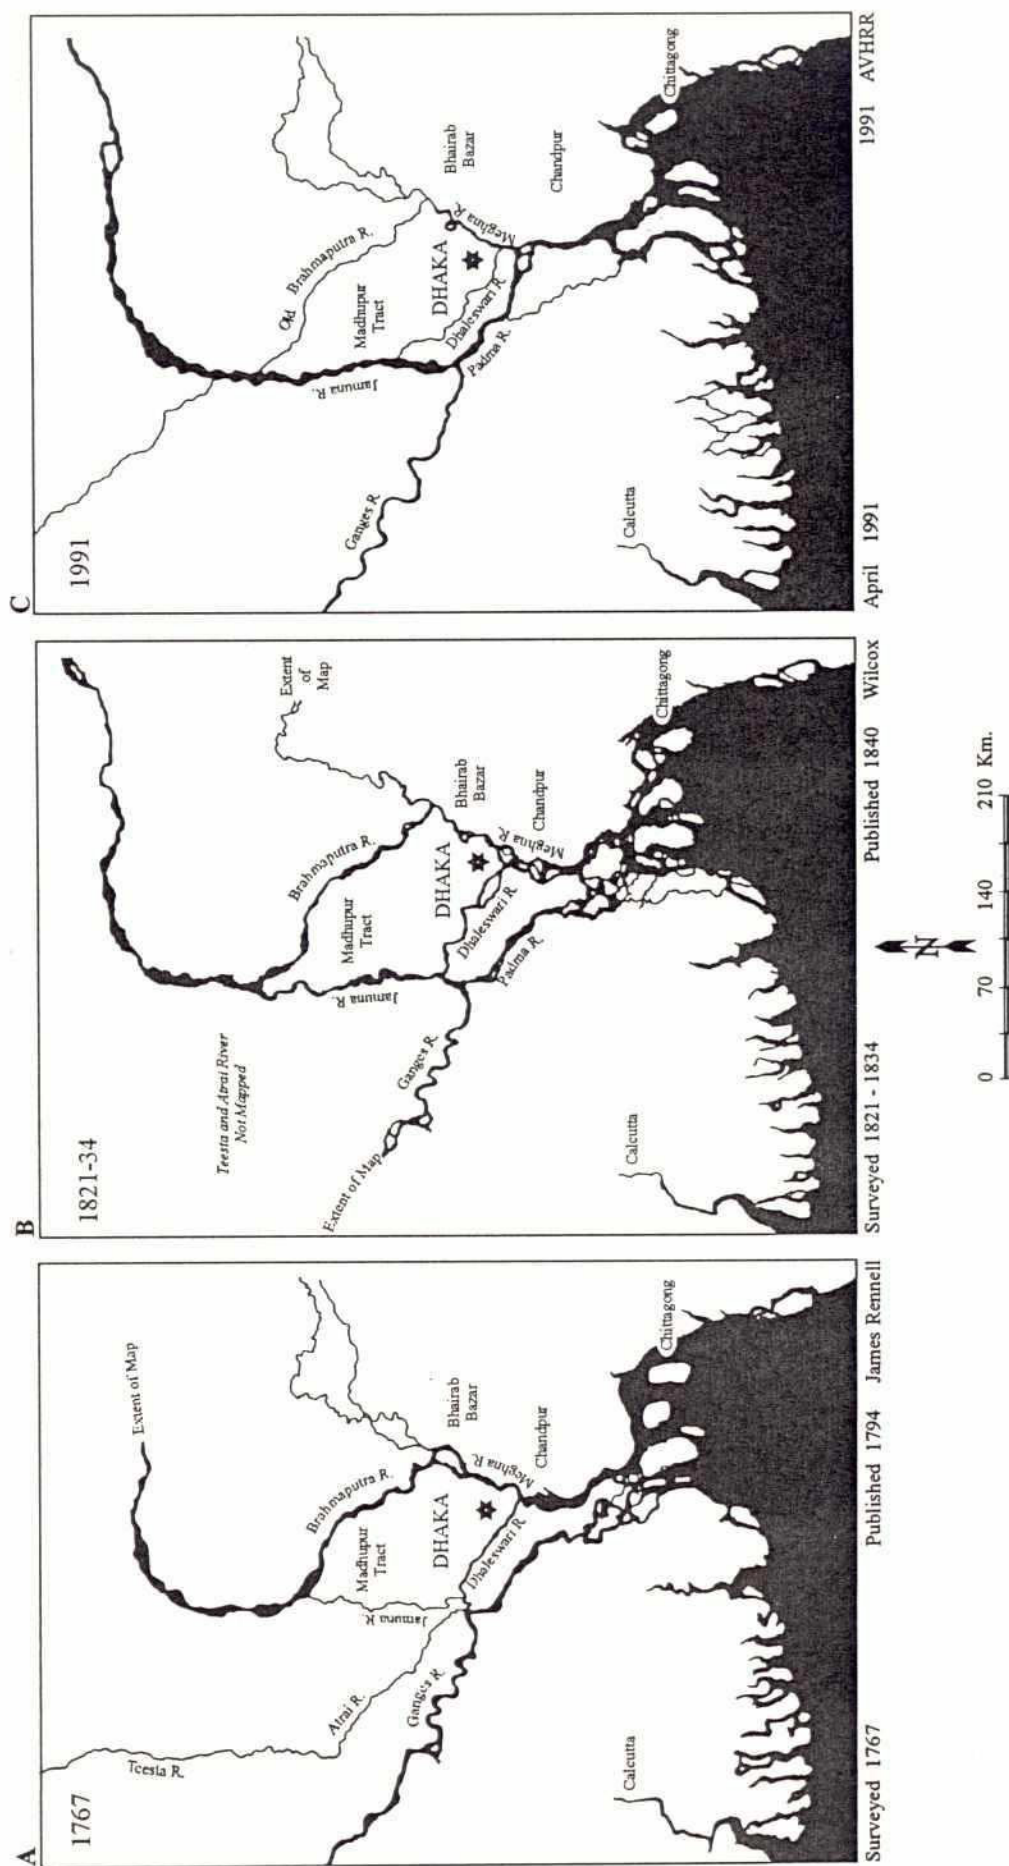 A
1767
Extent of Map
Brahmaputra R.
Madhupur
Tract
Jamuna R.
Teesta R.
Atrai R.
Ganges R.
DHAKA
Dhaleswari R.
Meghna R.
Bhairab
Bazar
Chandpur
Chittagong
Calcutta
Surveyed 1767 Published 1794 James Rennell
B
1821-34
Teesta and Atrai River
Not Mapped
Extent
of
Map
Brahmaputra R.
Madhupur
Tract
Jamuna R.
Extent of Map
Ganges R.
DHAKA
Dhaleswari R.
Padma R.
Meghna R.
Bhairab
Bazar
Chandpur
Chittagong
Calcutta
Surveyed 1821 - 1834 Published 1840 Wilcox
C
1991
Old Brahmaputra R.
Madhupur
Tract
Jamuna R.
Ganges R.
DHAKA
Dhaleswari R.
Padma R.
Meghna R.
Bhairab
Bazar
Chandpur
Chittagong
Calcutta
April 1991 1991 AVHRR
N
0 70 140 210 Km.